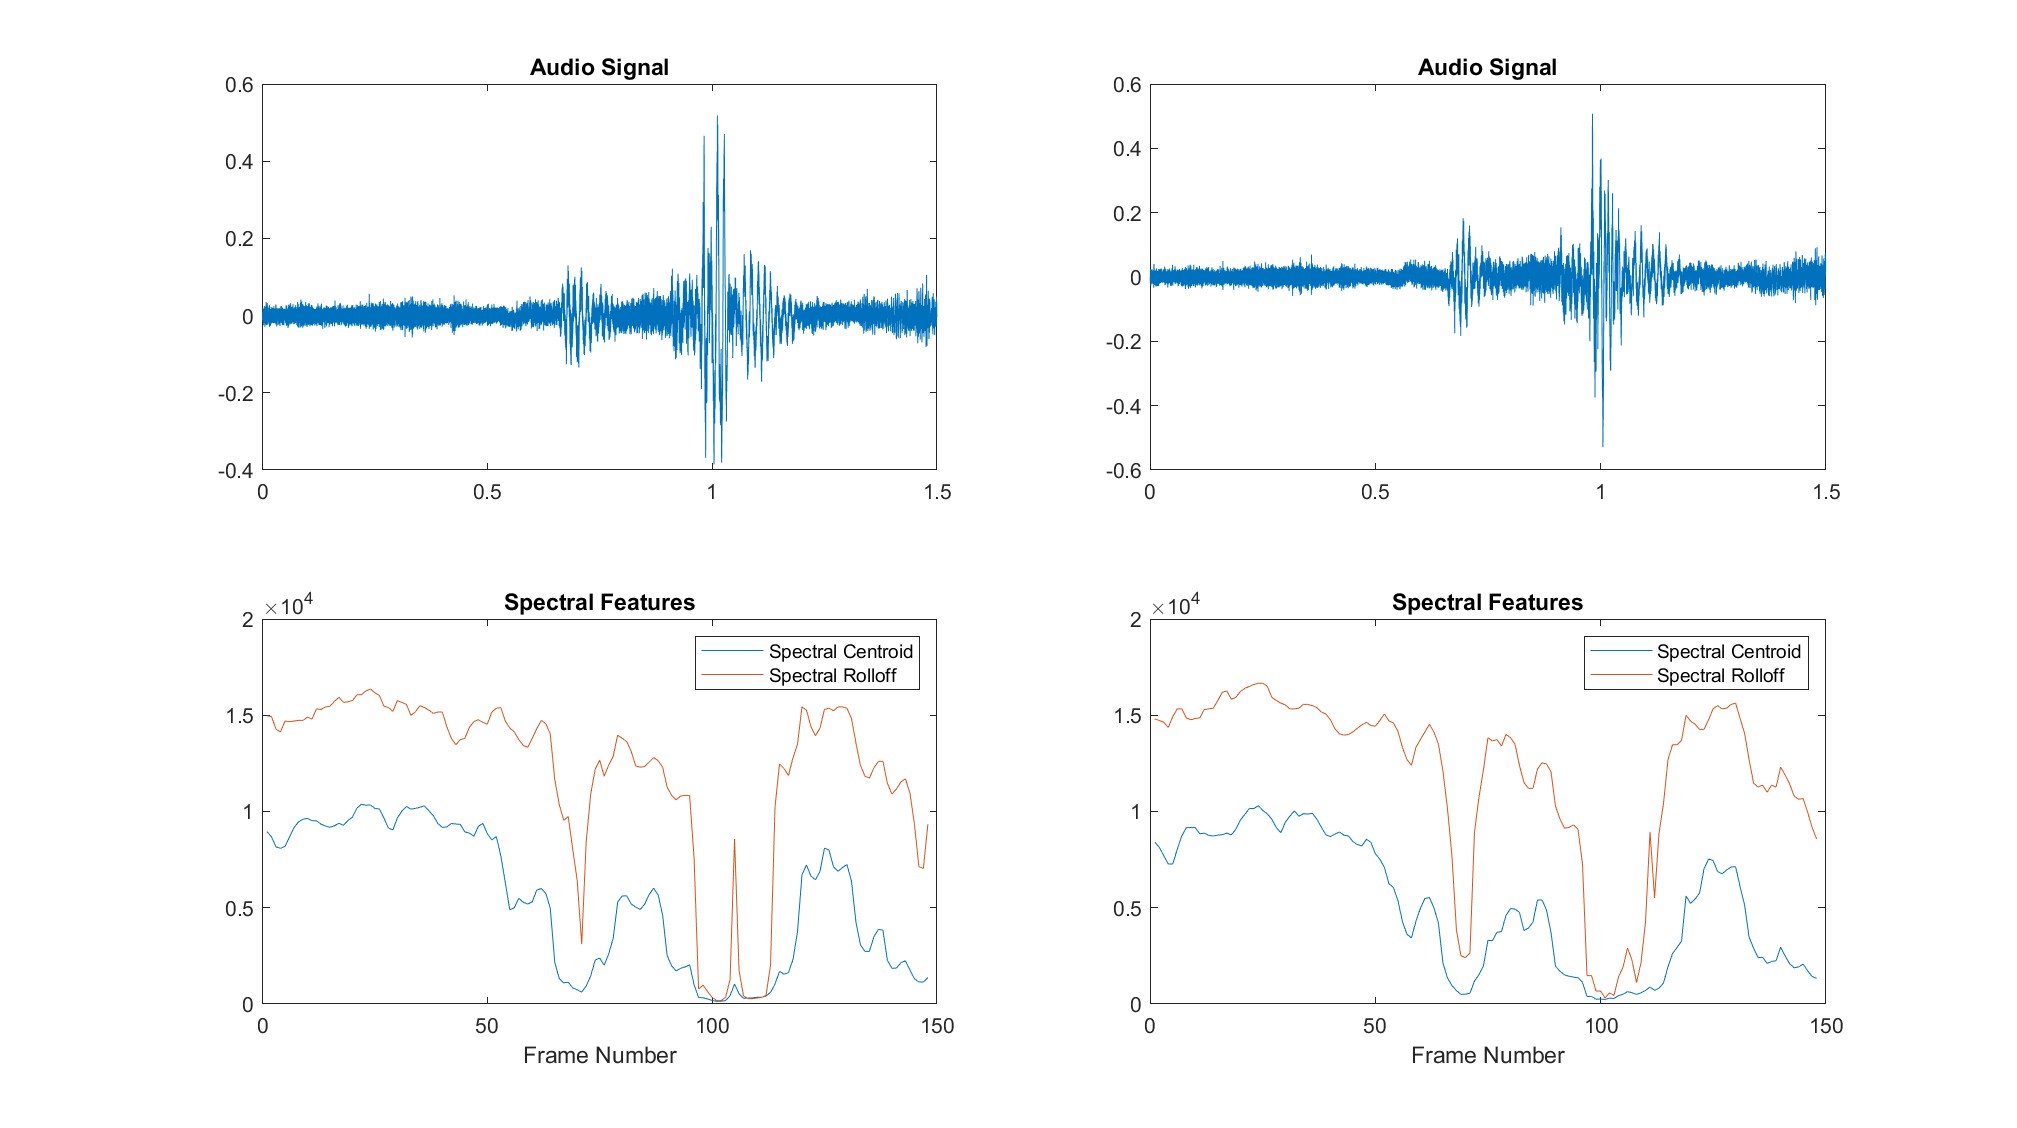 Audio Signal
0.6
0.4
0.2
0
-0.2
-0.4
0 0.5 1 1.5
Audio Signal
0.6
0.4
0.2
0
-0.2
-0.4
-0.6
0 0.5 1 1.5
Spectral Features
×10⁴
2
1.5
1
0.5
0
Spectral Centroid
Spectral Rolloff
0 50 100 150
Frame Number
Spectral Features
×10⁴
2
1.5
1
0.5
0
Spectral Centroid
Spectral Rolloff
0 50 100 150
Frame Number